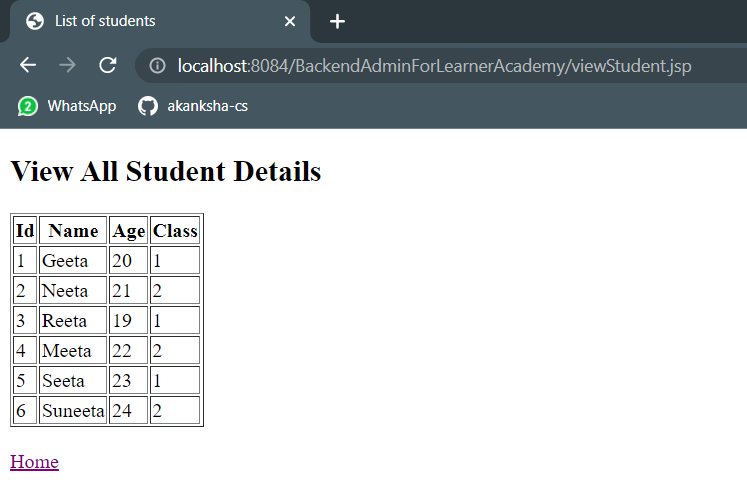 List of students
localhost:8084/BackendAdminForLearnerAcademy/viewStudent.jsp
2 WhatsApp akanksha-cs
View All Student Details
Id Name Age Class
1 Geeta 20 1
2 Neeta 21 2
3 Reeta 19 1
4 Meeta 22 2
5 Seeta 23 1
6 Suneeta 24 2
Home